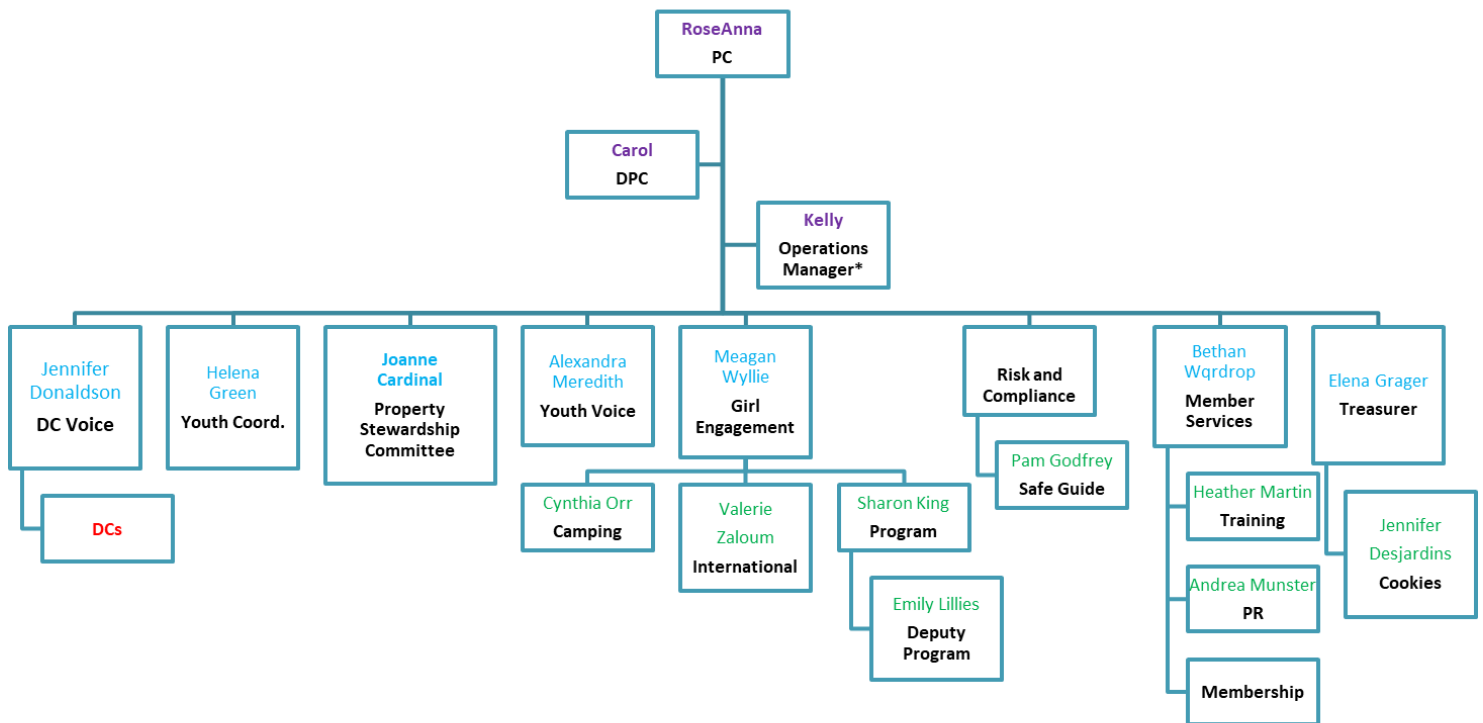 RoseAnna
PC
Carol
DPC
Kelly
Operations
Manager*
Jennifer
Donaldson
DC Voice
Helena
Green
Youth Coord.
Joanne
Cardinal
Property
Stewardship
Committee
Alexandra
Meredith
Youth Voice
Meagan
Wyllie
Girl
Engagement
Risk and
Compliance
Bethan
Wqrdrop
Member
Services
Elena Grager
Treasurer
DCs
Cynthia Orr
Camping
Valerie
Zaloum
International
Sharon King
Program
Emily Lillies
Deputy
Program
Pam Godfrey
Safe Guide
Heather Martin
Training
Andrea Munster
PR
Membership
Jennifer
Desjardins
Cookies